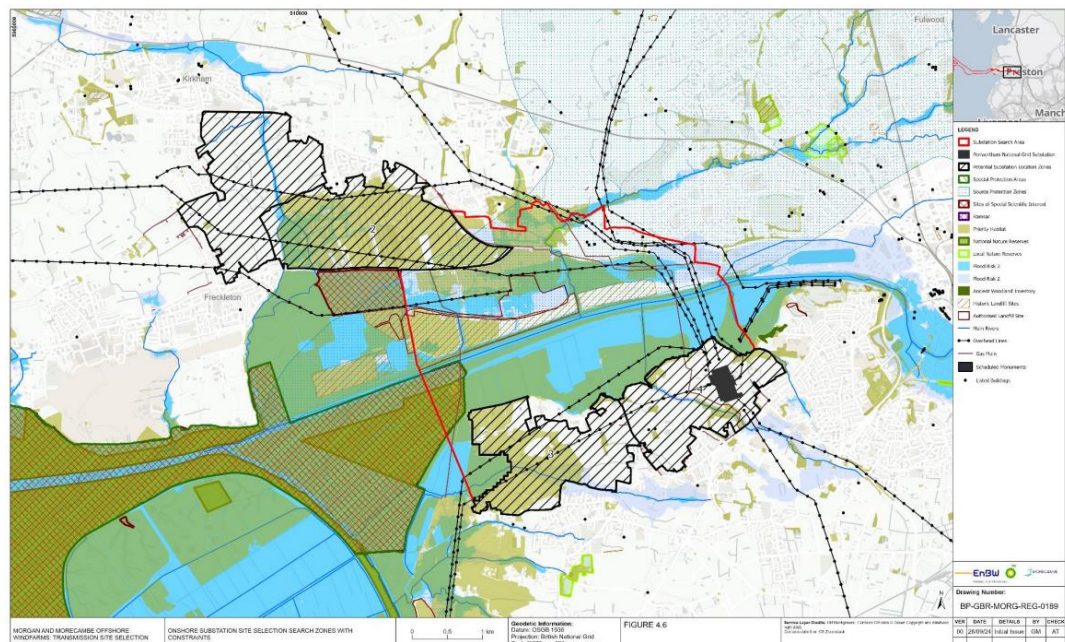 Fulwood
Kirkham
Freckleton
2
3
4
Lancaster
Preston
Manch
LEGEND
Substation Search Area
Penwortham National Grid Substation
Potential Substation Location Zones
Special Protection Areas
Source Protection Zones
Sites of Special Scientific Interest
Ramsar
Priority Habitat
National Nature Reserves
Local Nature Reserves
Flood Risk 3
Flood Risk 2
Ancient Woodland Inventory
Historic Landfill Sites
Authorised Landfill Site
Main Rivers
Overhead Lines
Gas Main
Scheduled Monuments
Listed Buildings
EnBW
bp
Drawing Number:
BP-GBR-MORG-REG-0189
VER DATE DETAILS BY CHECK
00 26/09/24 Initial Issue GM AT
MORGAN AND MORECAMBE OFFSHORE
WINDFARMS: TRANSMISSION SITE SELECTION
ONSHORE SUBSTATION SITE SELECTION SEARCH ZONES WITH
CONSTRAINTS
0 0.5 1 km
Geodetic Information:
Datum: OSGB 1936
Projection: British National Grid
FIGURE 4.6
N